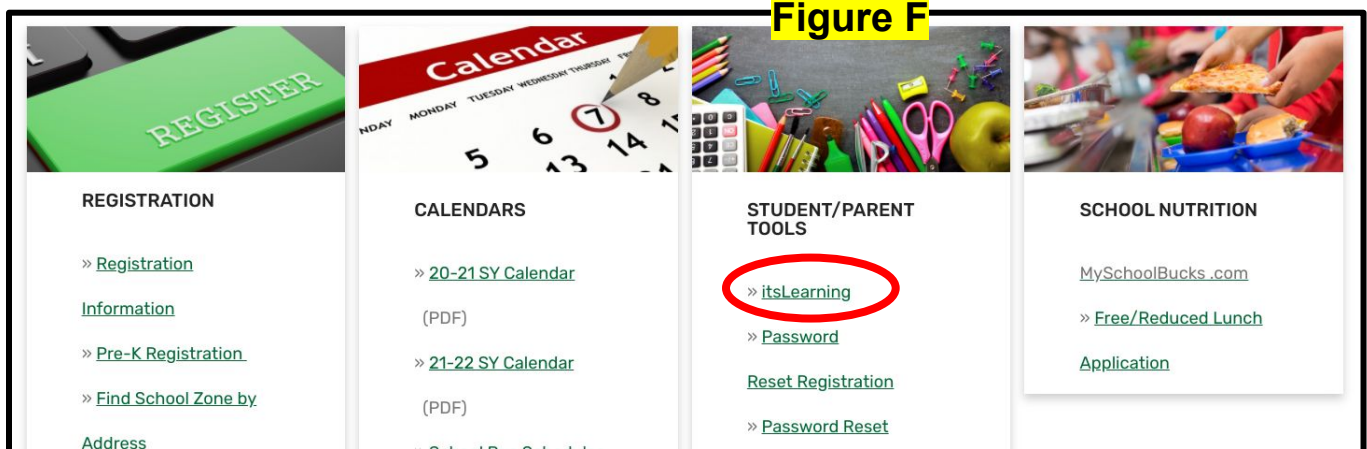 Figure F
REGISTER
Calendar
MONDAY TUESDAY WEDNESDAY THURSDAY
1
6 7 8
5
13 14
REGISTRATION
» Registration
Information
» Pre-K Registration
» Find School Zone by
Address
CALENDARS
» 20-21 SY Calendar
(PDF)
» 21-22 SY Calendar
(PDF)
STUDENT/PARENT
TOOLS
» itsLearning
» Password
Reset Registration
» Password Reset
SCHOOL NUTRITION
MySchoolBucks .com
» Free/Reduced Lunch
Application